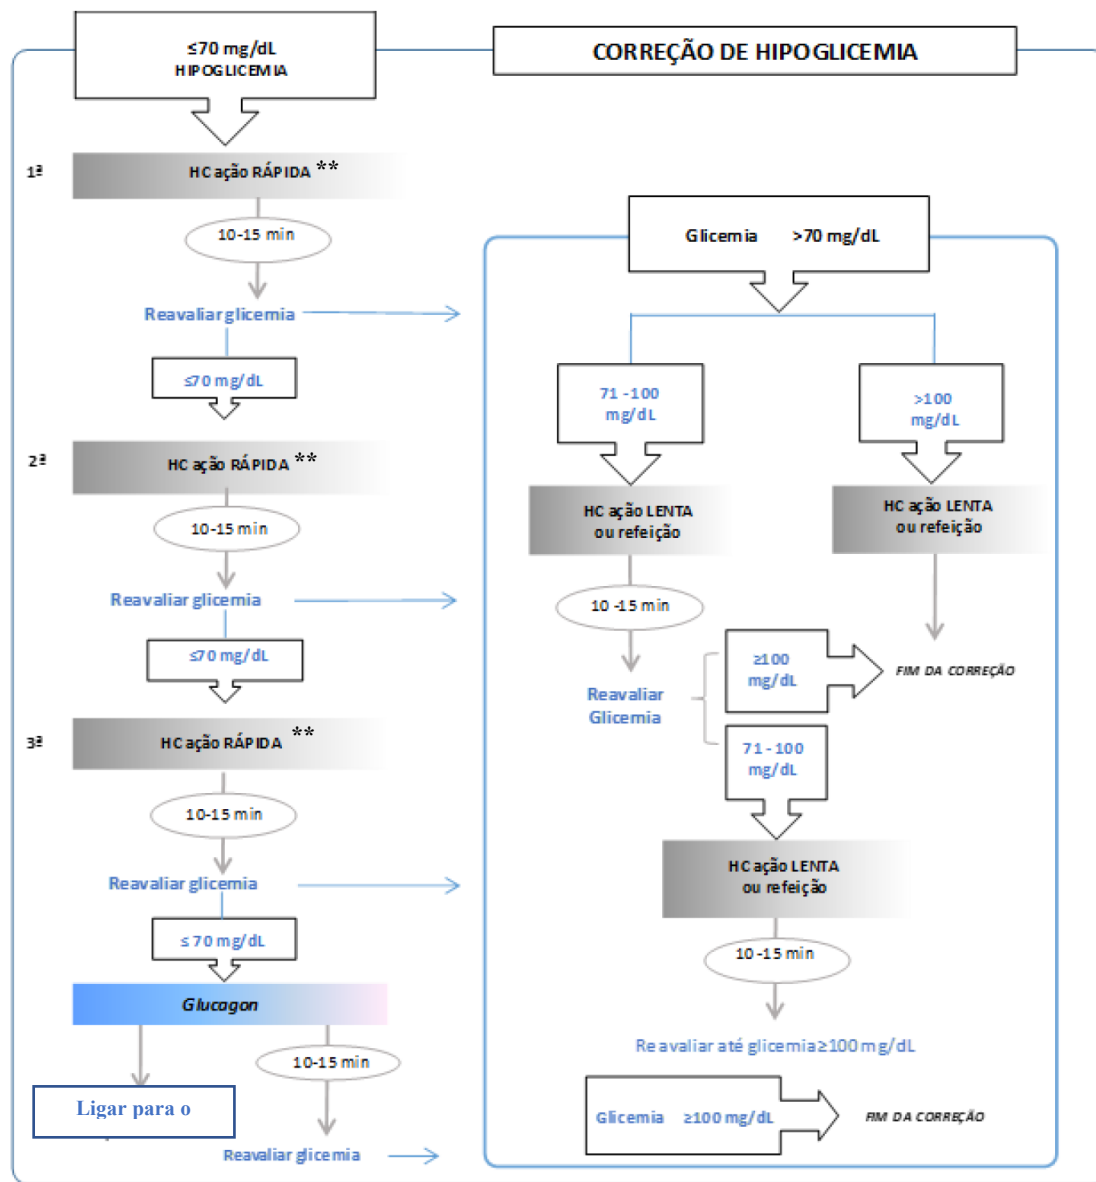 ≤70 mg/dL
HIPOGLICEMIA
CORREÇÃO DE HIPOGLICEMIA
1ª
HC ação RÁPIDA **
10-15 min
Reavaliar glicemia
≤70 mg/dL
2ª
HC ação RÁPIDA **
10-15 min
Reavaliar glicemia
≤70 mg/dL
3ª
HC ação RÁPIDA **
10-15 min
Reavaliar glicemia
≤ 70 mg/dL
Glucagon
10-15 min
Ligar para o
Reavaliar glicemia
Glicemia >70 mg/dL
71 -100
mg/dL
>100
mg/dL
HC ação LENTA
ou refeição
HC ação LENTA
ou refeição
10 -15 min
Reavaliar
Glicemia
≥100
mg/dL
FIM DA CORREÇÃO
71 - 100
mg/dL
HC ação LENTA
ou refeição
10 -15 min
Reavaliar até glicemia≥100 mg/dL
Glicemia ≥100 mg/dL
FIM DA CORREÇÃO